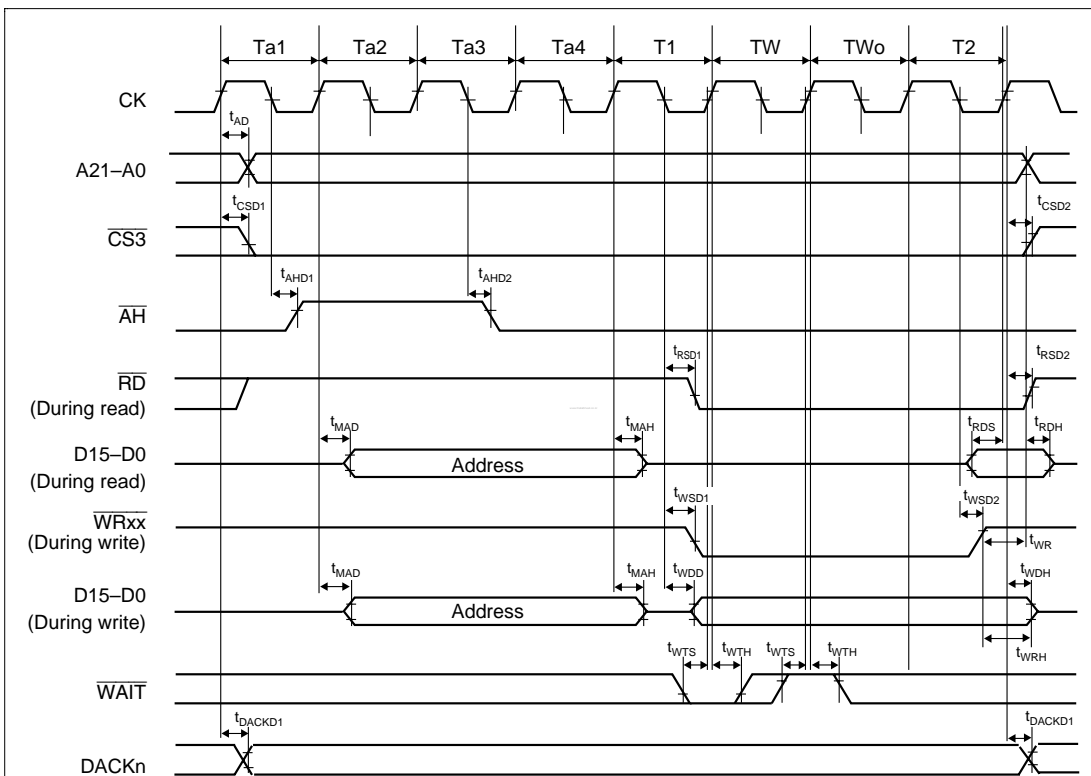 Ta1 Ta2 Ta3 Ta4 T1 TW TWo T2
CK
tAD
A21–A0
tCSD1 tCSD2
CS3
tAHD1 tAHD2
AH
tRSD1 tRSD2
RD
(During read)
tMAD tMAH tRDS tRDH
D15–D0
Address
(During read)
tWSD1 tWSD2
WRxx
(During write)
tWR
tMAD tMAH tWDD tWDH
D15–D0
Address
(During write)
tWRH
tWTS tWTH tWTS tWTH
WAIT
tDACKD1 tDACKD1
DACKn